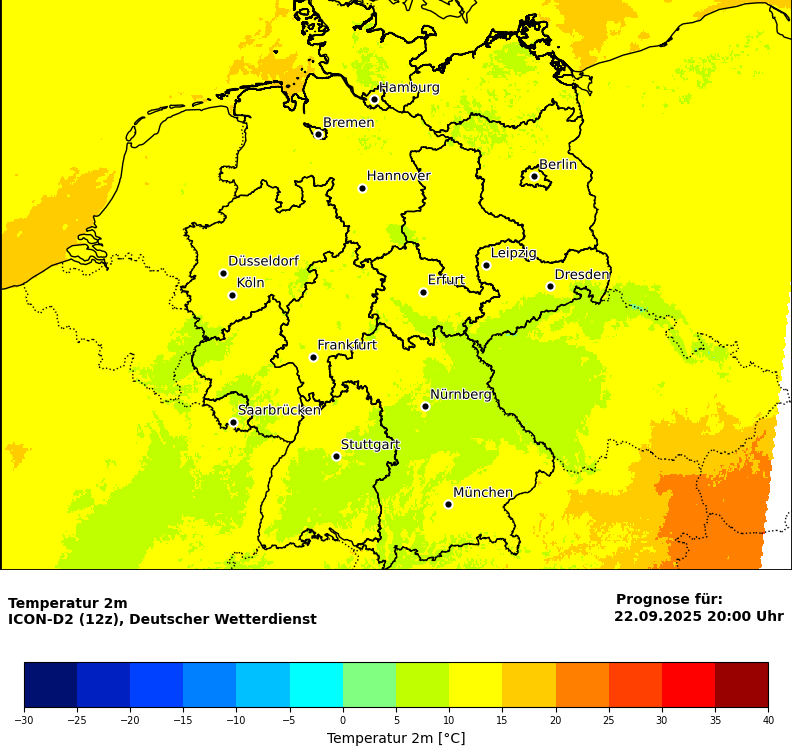 Hamburg
Bremen
Berlin
Hannover
Leipzig
Düsseldorf
Dresden
Köln
Erfurt
Frankfurt
Nürnberg
Saarbrücken
Stuttgart
München
Temperatur 2m
ICON-D2 (12z), Deutscher Wetterdienst
Prognose für:
22.09.2025 20:00 Uhr
−30 −25 −20 −15 −10 −5 0 5 10 15 20 25 30 35 40
Temperatur 2m [°C]